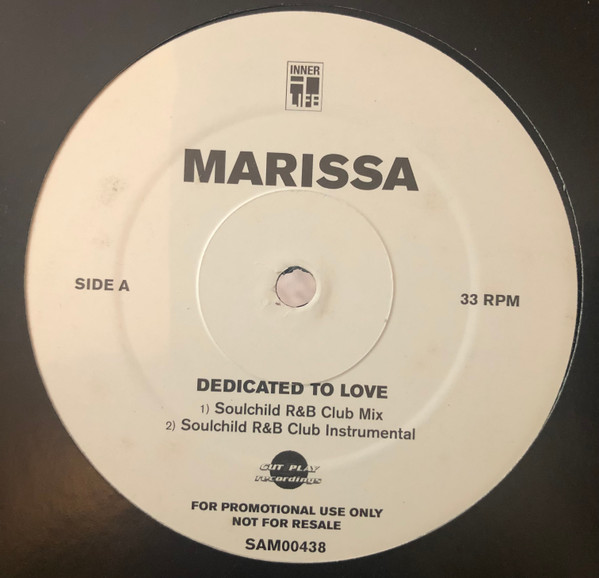 INNER
LIFE
MARISSA
SIDE A
33 RPM
DEDICATED TO LOVE
1) Soulchild R&B Club Mix
2) Soulchild R&B Club Instrumental
CUT PLAY
recordings
FOR PROMOTIONAL USE ONLY
NOT FOR RESALE
SAM00438